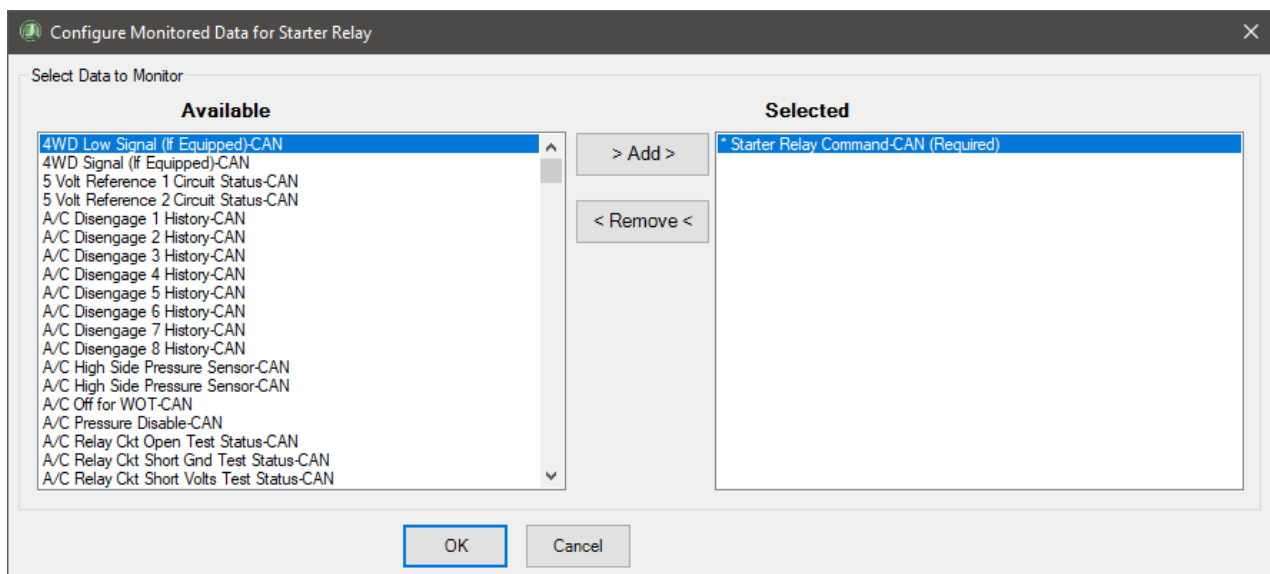 Configure Monitored Data for Starter Relay
Select Data to Monitor
Available
Selected
4WD Low Signal (If Equipped)-CAN
4WD Signal (If Equipped)-CAN
5 Volt Reference 1 Circuit Status-CAN
5 Volt Reference 2 Circuit Status-CAN
A/C Disengage 1 History-CAN
A/C Disengage 2 History-CAN
A/C Disengage 3 History-CAN
A/C Disengage 4 History-CAN
A/C Disengage 5 History-CAN
A/C Disengage 6 History-CAN
A/C Disengage 7 History-CAN
A/C Disengage 8 History-CAN
A/C High Side Pressure Sensor-CAN
A/C High Side Pressure Sensor-CAN
A/C Off for WOT-CAN
A/C Pressure Disable-CAN
A/C Relay Ckt Open Test Status-CAN
A/C Relay Ckt Short Gnd Test Status-CAN
A/C Relay Ckt Short Volts Test Status-CAN
> Add >
< Remove <
* Starter Relay Command-CAN (Required)
OK
Cancel